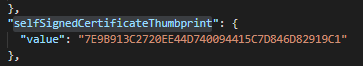 },
"selfSignedCertificateThumbprint": {
"value": "7E9B913C2720EE44D740094415C7D846D82919C1"
},